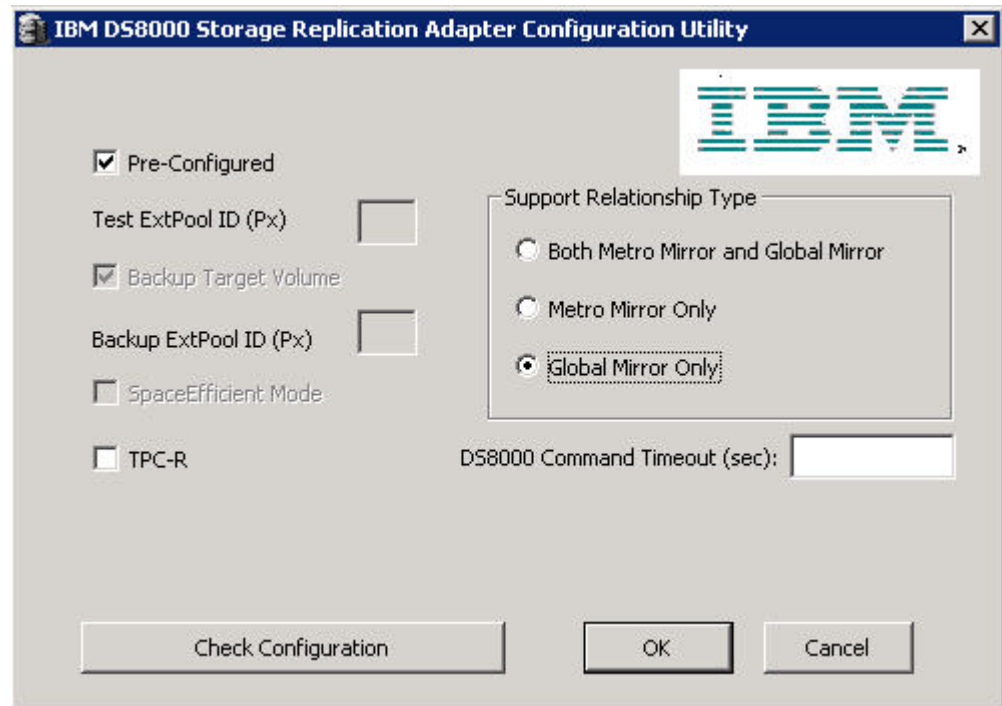 IBM DS8000 Storage Replication Adapter Configuration Utility
IBM
Pre-Configured
Test ExtPool ID (Px)
Backup Target Volume
Backup ExtPool ID (Px)
SpaceEfficient Mode
TPC-R
Support Relationship Type
Both Metro Mirror and Global Mirror
Metro Mirror Only
Global Mirror Only
DS8000 Command Timeout (sec):
Check Configuration
OK
Cancel